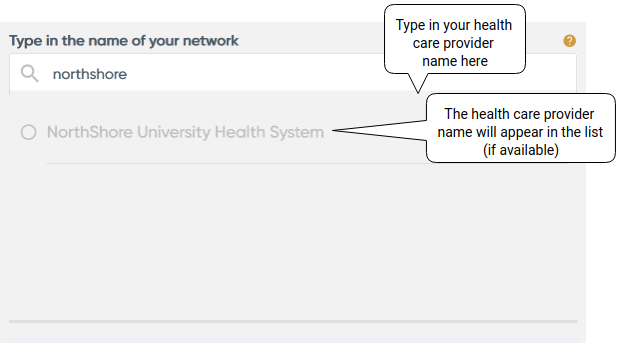 Type in the name of your network
?
northshore
NorthShore University Health System
Type in your health
care provider
name here
The health care provider
name will appear in the list
(if available)